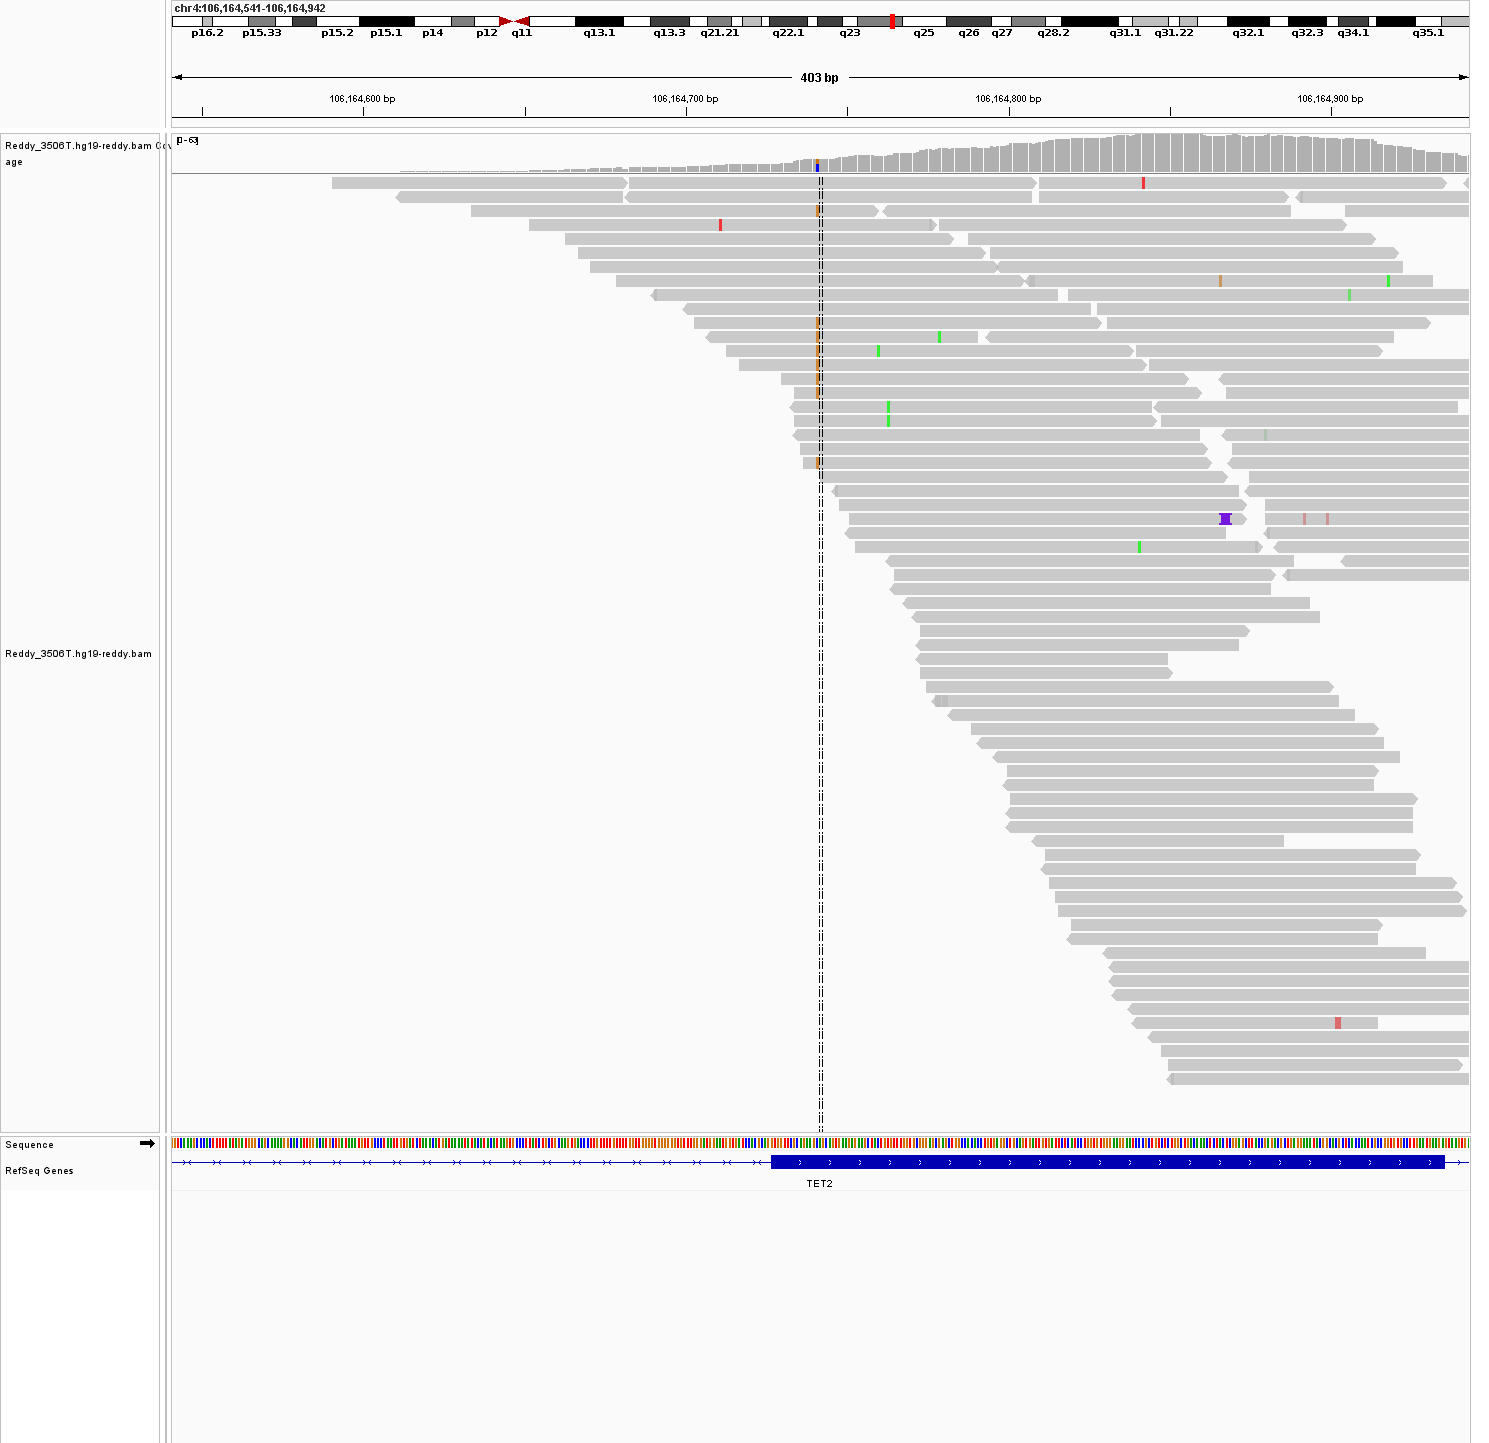 chr4:106,164,541-106,164,942
p16.2 p15.33 p15.2 p15.1 p14 p12 q11 q13.1 q13.3 q21.21 q22.1 q23 q25 q26 q27 q28.2 q31.1 q31.22 q32.1 q32.3 q34.1 q35.1
403 bp
106,164,600 bp 106,164,700 bp 106,164,800 bp 106,164,900 bp
[0-63]
Reddy_3506T.hg19-reddy.bam Cov
age
Reddy_3506T.hg19-reddy.bam
Sequence
RefSeq Genes
TET2